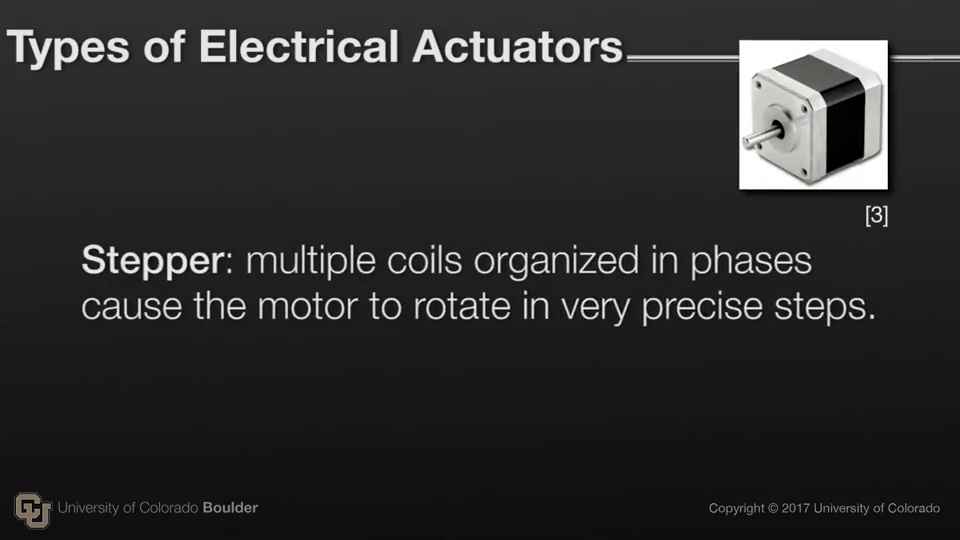 Types of Electrical Actuators
[3]
Stepper: multiple coils organized in phases
cause the motor to rotate in very precise steps.
CU University of Colorado Boulder
Copyright © 2017 University of Colorado